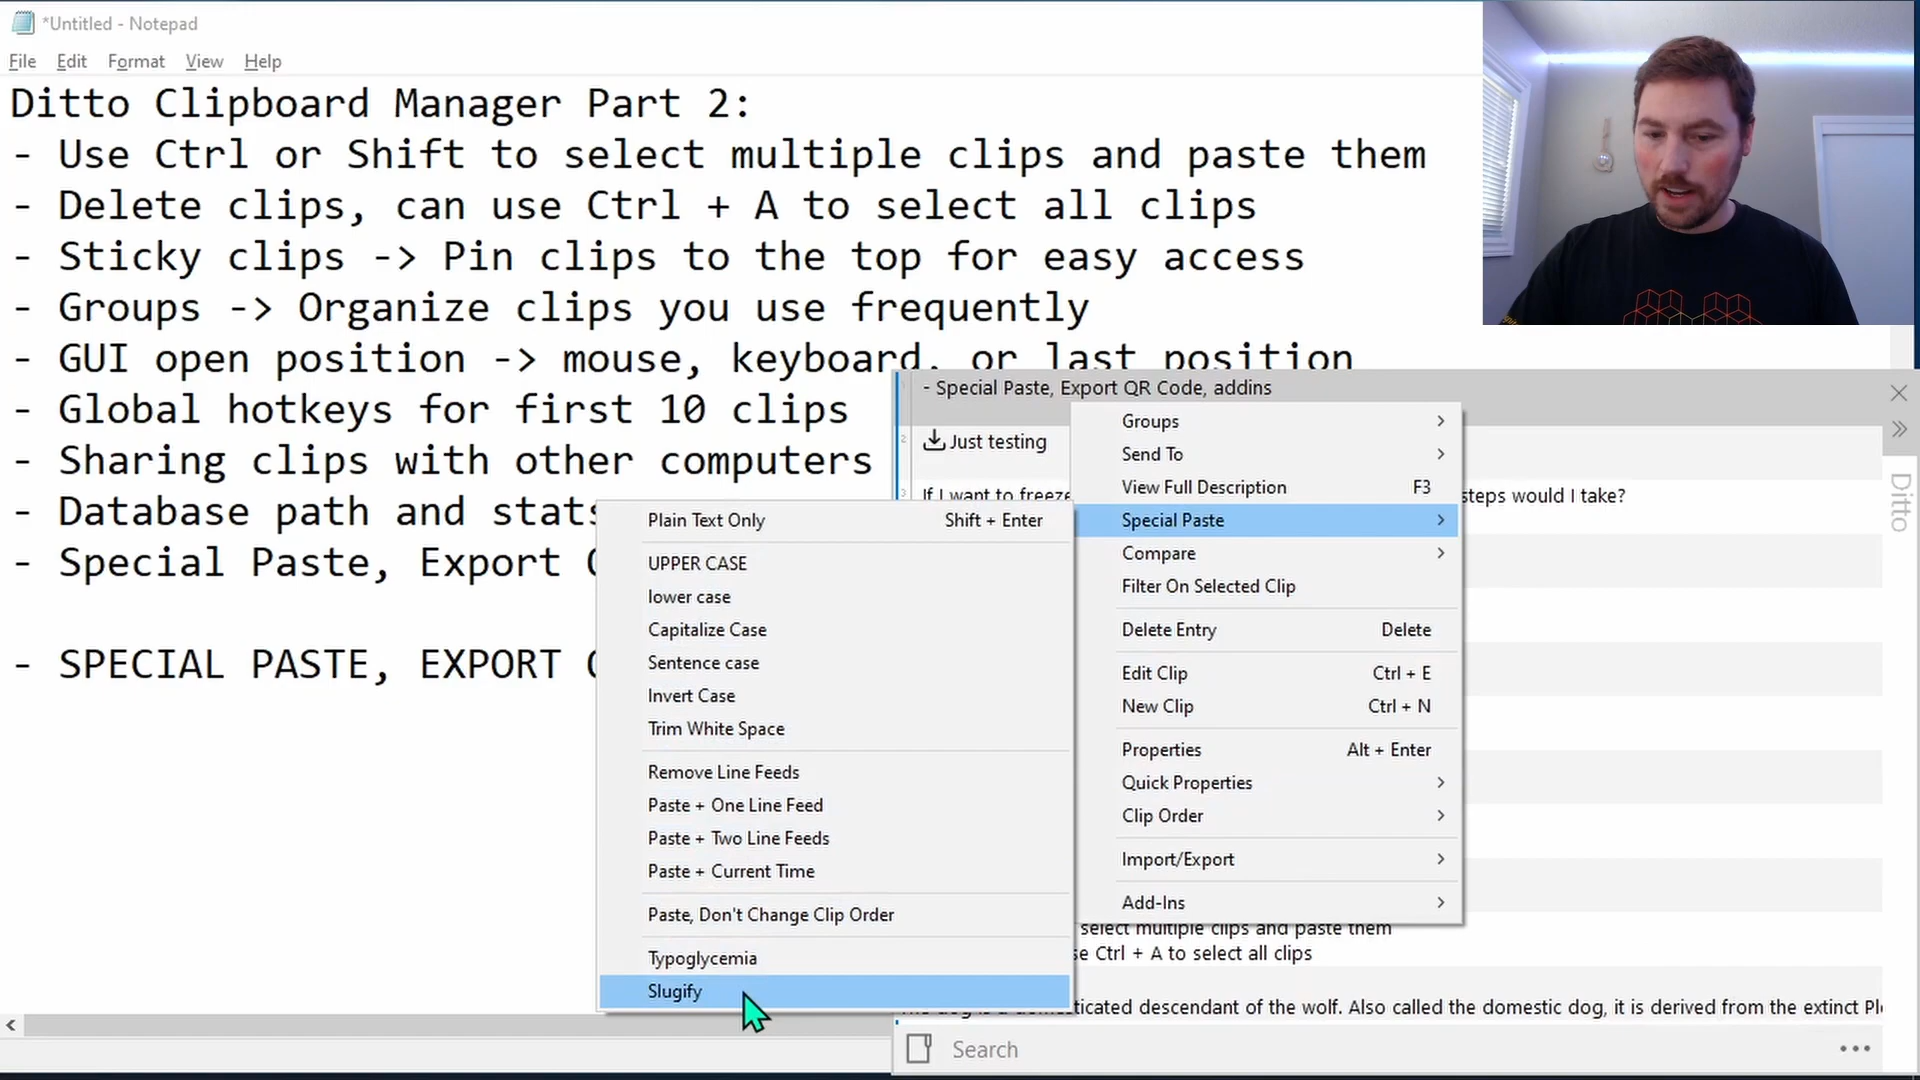 *Untitled - Notepad
File Edit Format View Help
Ditto Clipboard Manager Part 2:
- Use Ctrl or Shift to select multiple clips and paste them
- Delete clips, can use Ctrl + A to select all clips
- Sticky clips -> Pin clips to the top for easy access
- Groups -> Organize clips you use frequently
- GUI open position -> mouse, keyboard, or last position
- Global hotkeys for first 10 clips
- Sharing clips with other computers
- Database path and stats
- Special Paste, Export
- SPECIAL PASTE, EXPORT
- Special Paste, Export QR Code, addins
2 Just testing
3 If I want to freeze steps would I take?
Groups
Send To
View Full Description F3
Special Paste
Compare
Filter On Selected Clip
Delete Entry Delete
Edit Clip Ctrl + E
New Clip Ctrl + N
Properties Alt + Enter
Quick Properties
Clip Order
Import/Export
Add-Ins
Plain Text Only Shift + Enter
UPPER CASE
lower case
Capitalize Case
Sentence case
Invert Case
Trim White Space
Remove Line Feeds
Paste + One Line Feed
Paste + Two Line Feeds
Paste + Current Time
Paste, Don't Change Clip Order
Typoglycemia
Slugify
select multiple clips and paste them
Ctrl + A to select all clips
descendant of the wolf. Also called the domestic dog, it is derived from the extinct
Search
Ditto